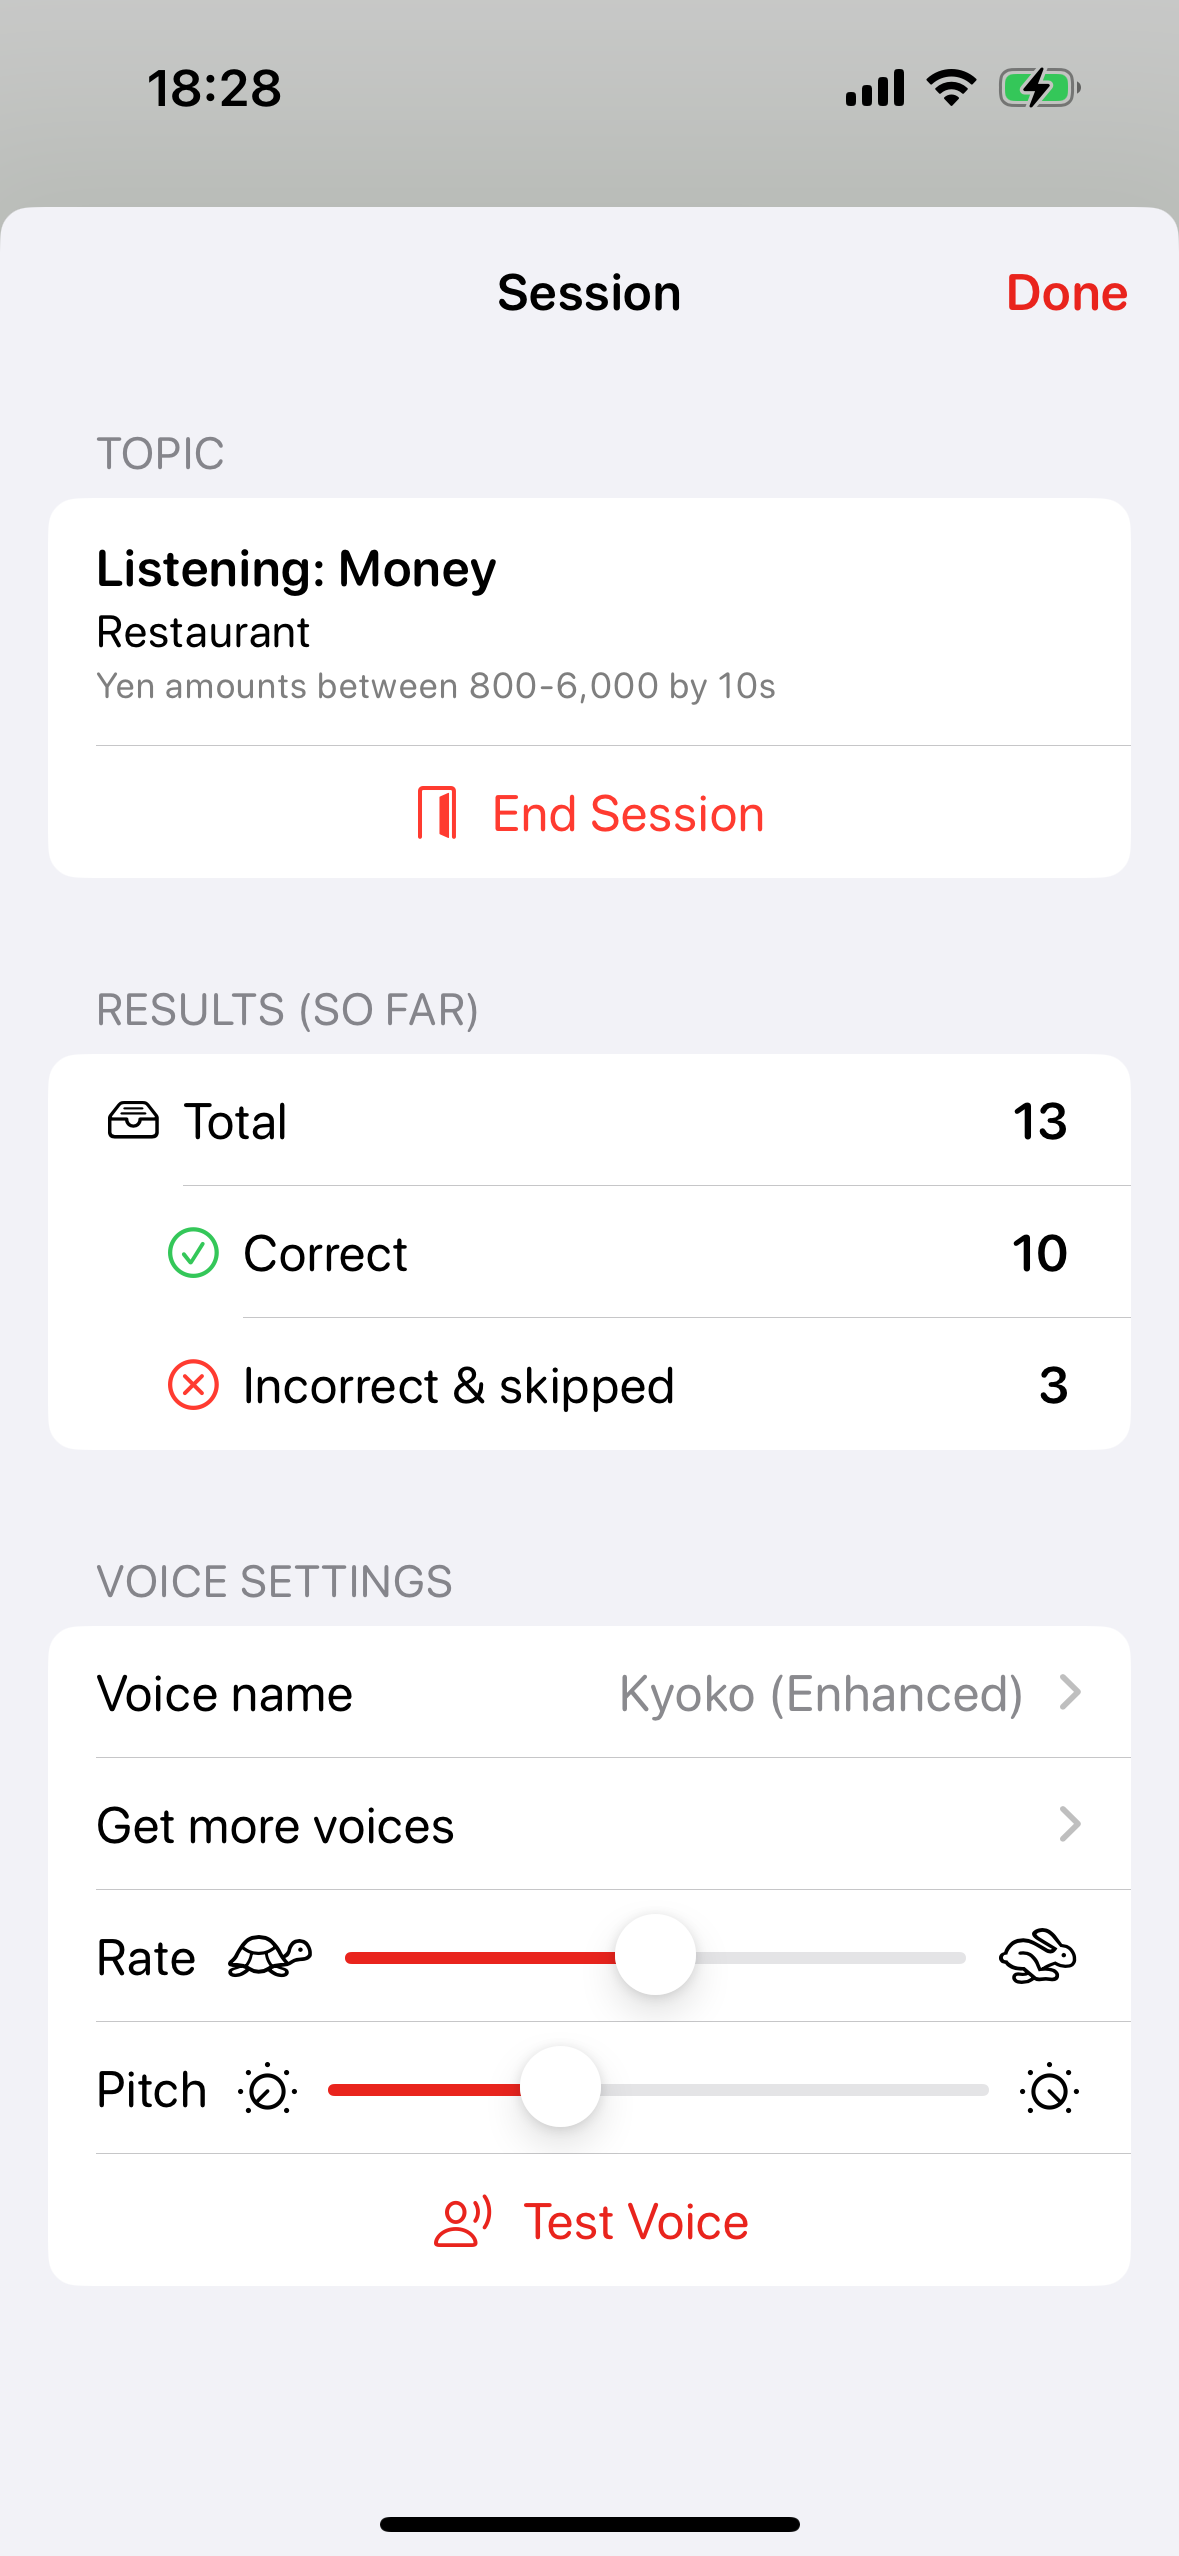 18:28
Session
Done
TOPIC
Listening: Money
Restaurant
Yen amounts between 800-6,000 by 10s
End Session
RESULTS (SO FAR)
Total 13
Correct 10
Incorrect & skipped 3
VOICE SETTINGS
Voice name Kyoko (Enhanced)
Get more voices
Rate
Pitch
Test Voice